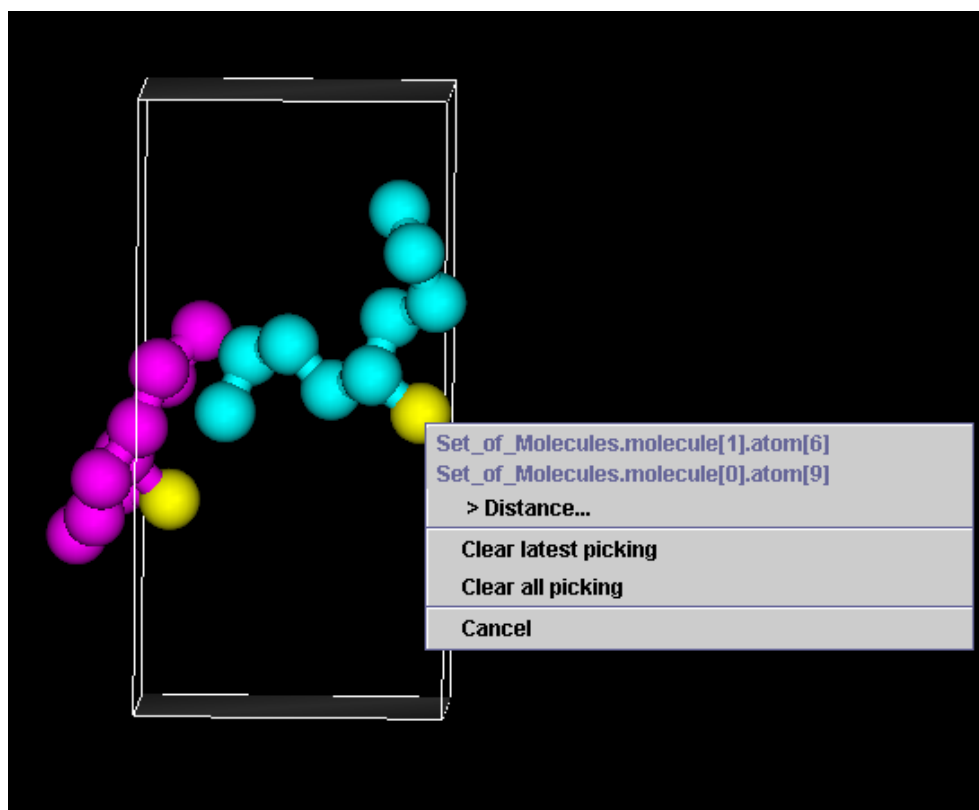 Set_of_Molecules.molecule[1].atom[6]
Set_of_Molecules.molecule[0].atom[9]
> Distance...
Clear latest picking
Clear all picking
Cancel